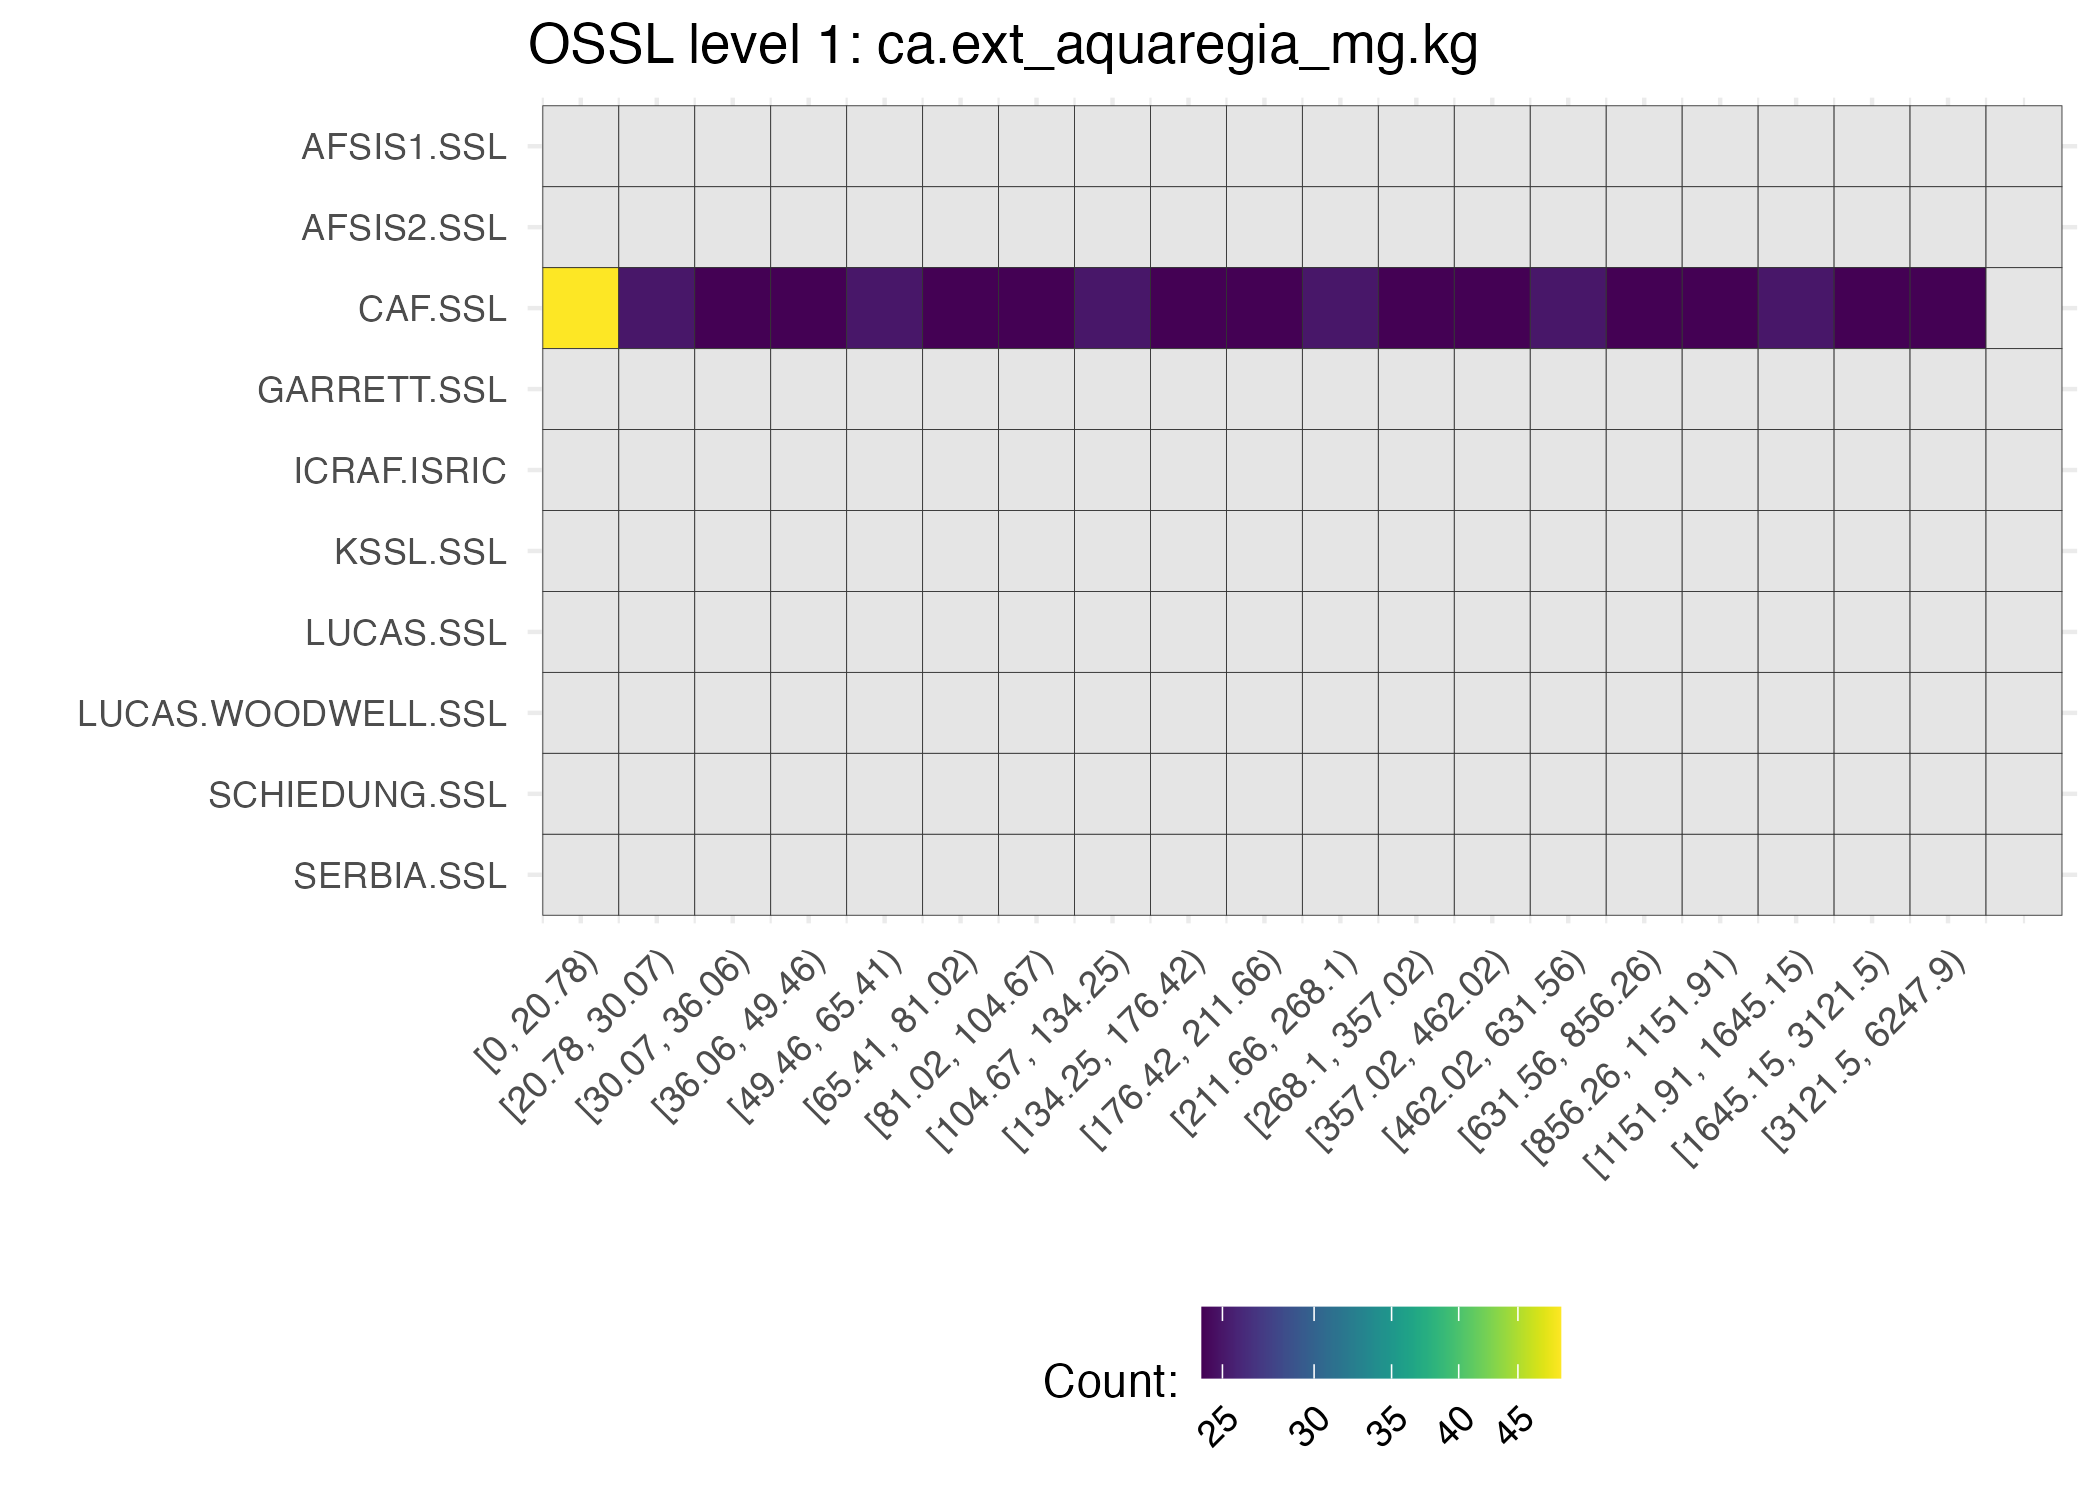 OSSL level 1: ca.ext_aquaregia_mg.kg
AFSIS1.SSL
AFSIS2.SSL
CAF.SSL
GARRETT.SSL
ICRAF.ISRIC
KSSL.SSL
LUCAS.SSL
LUCAS.WOODWELL.SSL
SCHIEDUNG.SSL
SERBIA.SSL
[0, 20.78)
[20.78, 30.07)
[30.07, 36.06)
[36.06, 49.46)
[49.46, 65.41)
[65.41, 81.02)
[81.02, 104.67)
[104.67, 134.25)
[134.25, 176.42)
[176.42, 211.66)
[211.66, 268.1)
[268.1, 357.02)
[357.02, 462.02)
[462.02, 631.56)
[631.56, 856.26)
[856.26, 1151.91)
[1151.91, 1645.15)
[1645.15, 3121.5)
[3121.5, 6247.9)
Count:
25 30 35 40 45